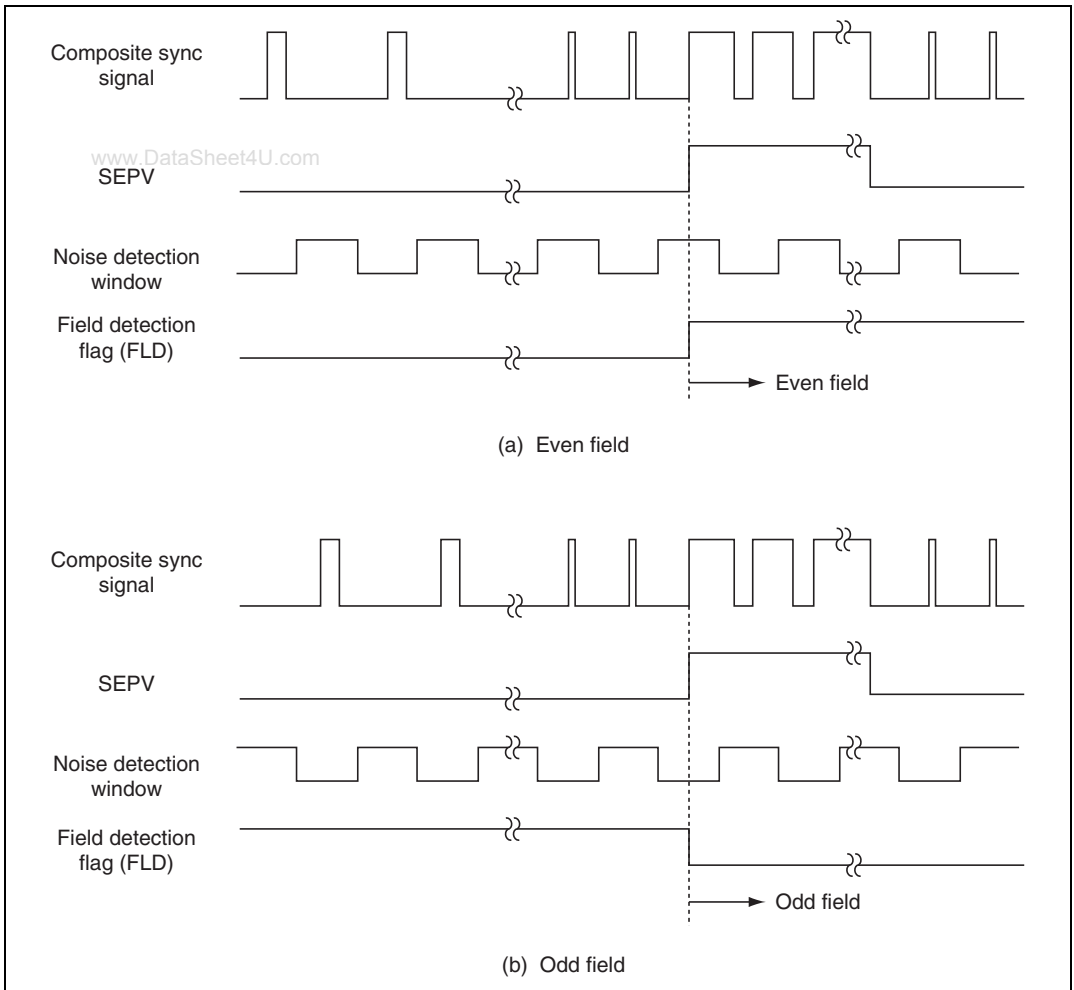 Composite sync
signal
www.DataSheet4U.com
SEPV
Noise detection
window
Field detection
flag (FLD)
Even field
(a) Even field
Composite sync
signal
SEPV
Noise detection
window
Field detection
flag (FLD)
Odd field
(b) Odd field